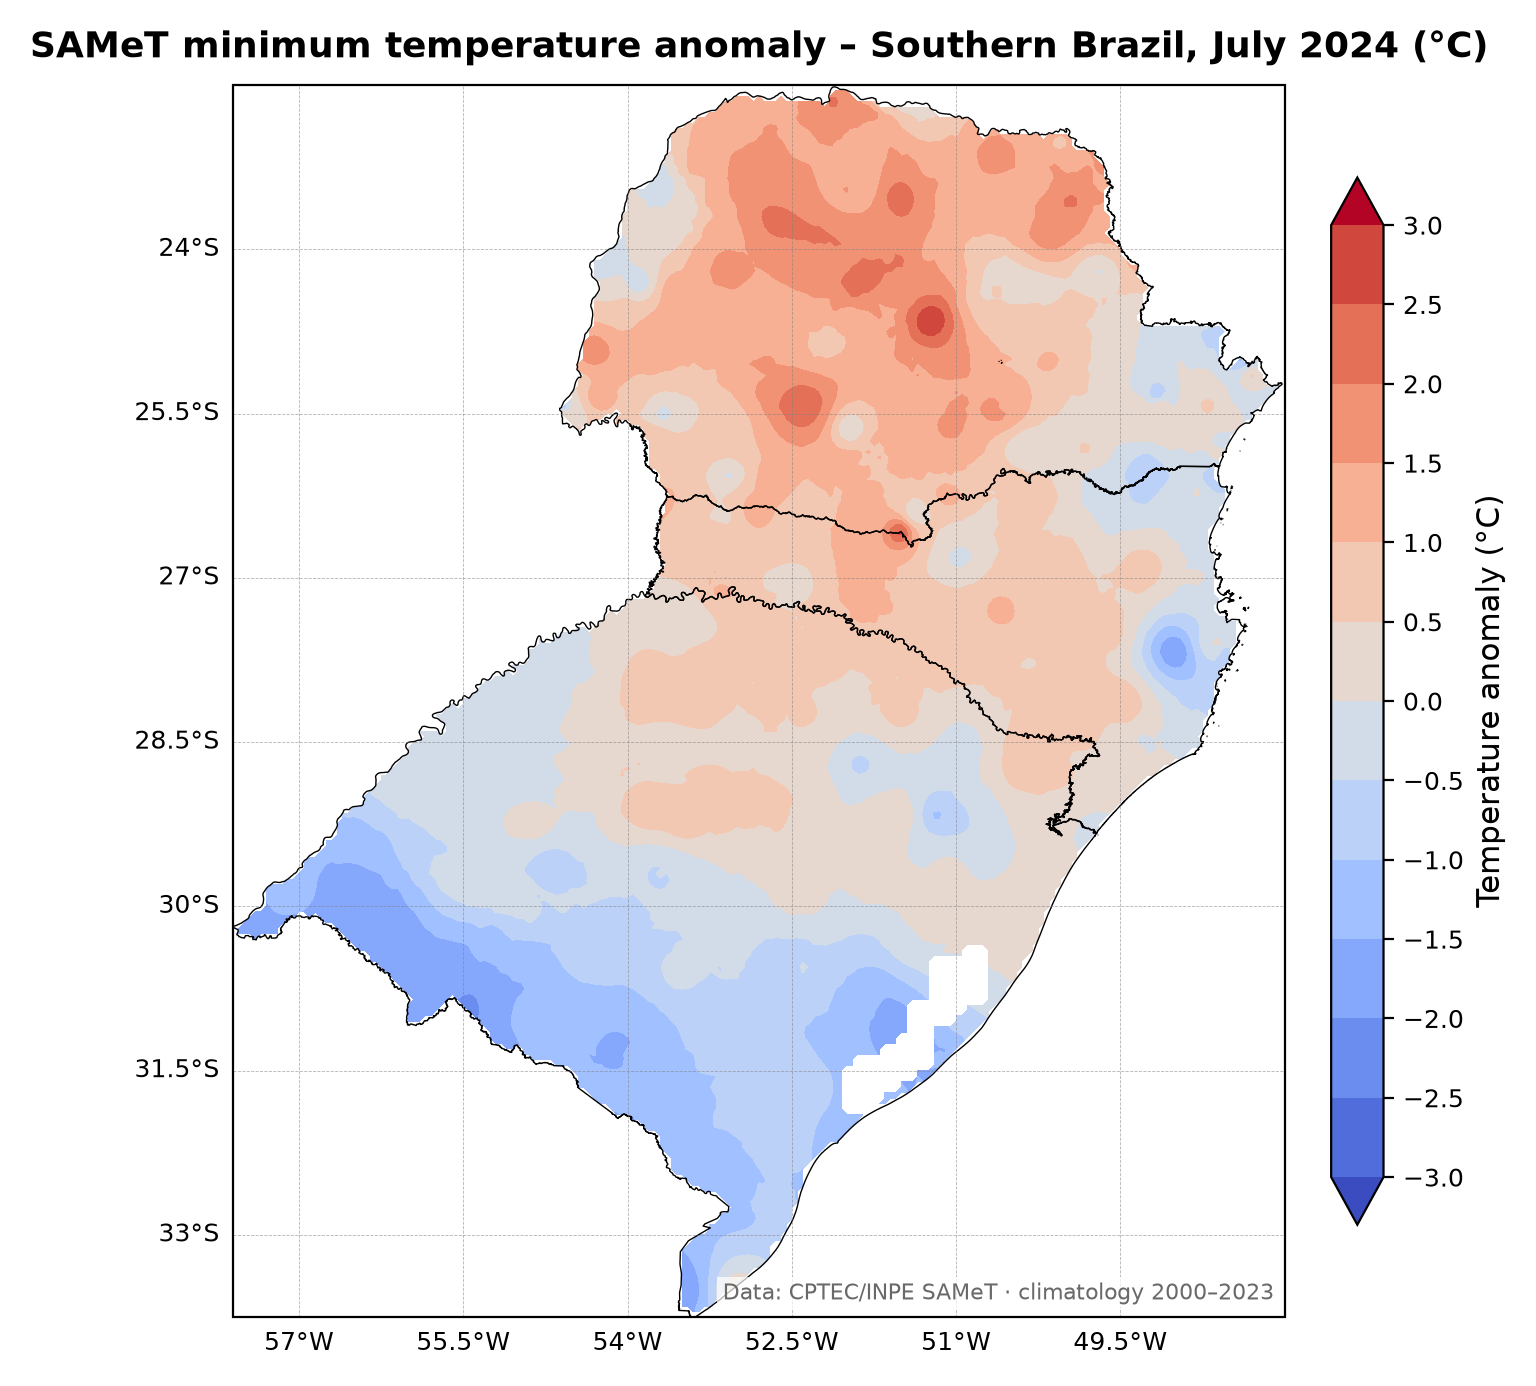 SAMeT minimum temperature anomaly – Southern Brazil, July 2024 (°C)
24°S
25.5°S
27°S
28.5°S
30°S
31.5°S
33°S
57°W
55.5°W
54°W
52.5°W
51°W
49.5°W
Data: CPTEC/INPE SAMeT · climatology 2000–2023
3.0
2.5
2.0
1.5
1.0
0.5
0.0
−0.5
−1.0
−1.5
−2.0
−2.5
−3.0
Temperature anomaly (°C)